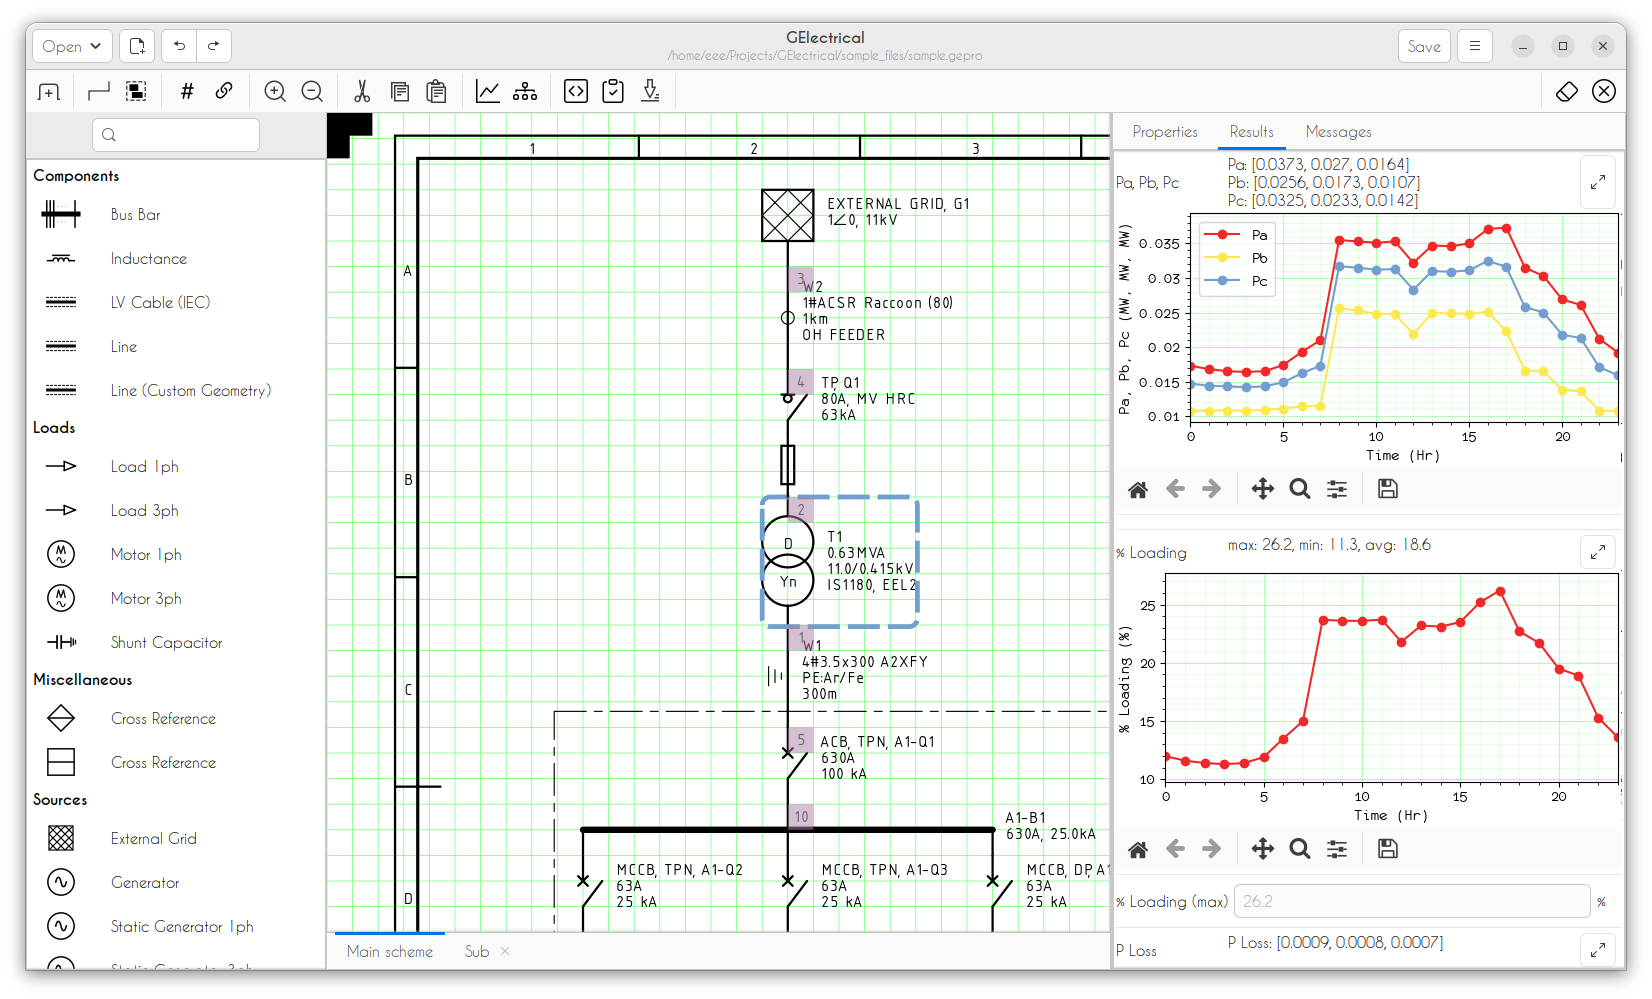 Open
GElectrical
/home/eee/Projects/GElectrical/sample_files/sample.gepro
Save
Components
Bus Bar
Inductance
LV Cable (IEC)
Line
Line (Custom Geometry)
Loads
Load 1ph
Load 3ph
M
Motor 1ph
M
Motor 3ph
Shunt Capacitor
Miscellaneous
Cross Reference
Cross Reference
Sources
External Grid
Generator
Static Generator 1ph
Static Generator 3ph
1
2
3
A
B
C
D
EXTERNAL GRID, G1
1∠0, 11kV
3
W2
1#ACSR Raccoon (80)
1km
OH FEEDER
4
TP, Q1
80A, MV HRC
63kA
2
D
Yn
T1
0.63MVA
11.0/0.415kV
IS1180, EEL2
1
W1
4#3.5x300 A2XFY
PE:Ar/Fe
300m
5
ACB, TPN, A1-Q1
630A
100 kA
10
A1-B1
630A, 25.0kA
MCCB, TPN, A1-Q2
63A
25 kA
MCCB, TPN, A1-Q3
63A
25 kA
MCCB, DP, A1
63A
25 kA
Main scheme
Sub
Properties
Results
Messages
Pa, Pb, Pc
Pa: [0.0373, 0.027, 0.0164]
Pb: [0.0256, 0.0173, 0.0107]
Pc: [0.0325, 0.0233, 0.0142]
Pa, Pb, Pc (MW, MW, MW)
0.035
0.03
0.025
0.02
0.015
0.01
Pa
Pb
Pc
0
5
10
15
20
Time (Hr)
% Loading
max: 26.2, min: 11.3, avg: 18.6
% Loading (%)
25
20
15
10
0
5
10
15
20
Time (Hr)
% Loading (max)
26.2
%
P Loss
P Loss: [0.0009, 0.0008, 0.0007]